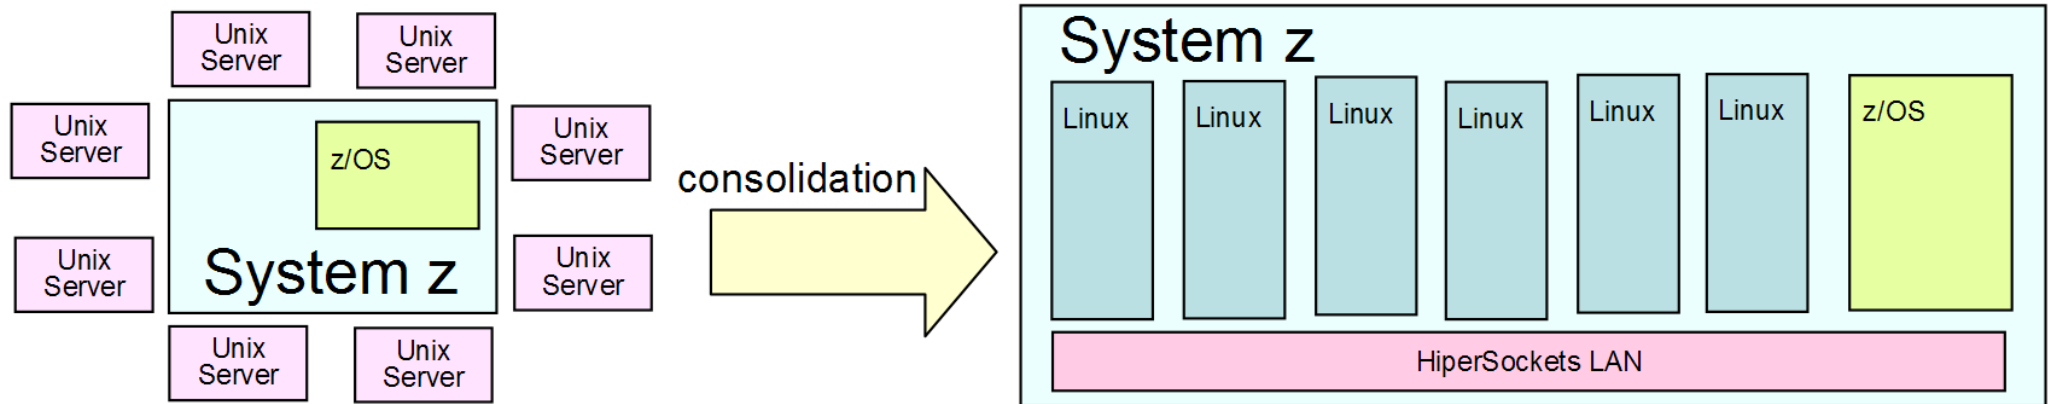 Unix
Server
Unix
Server
Unix
Server
z/OS
Unix
Server
Unix
Server
System z
Unix
Server
Unix
Server
Unix
Server
consolidation
System z
Linux
Linux
Linux
Linux
Linux
Linux
z/OS
HiperSockets LAN